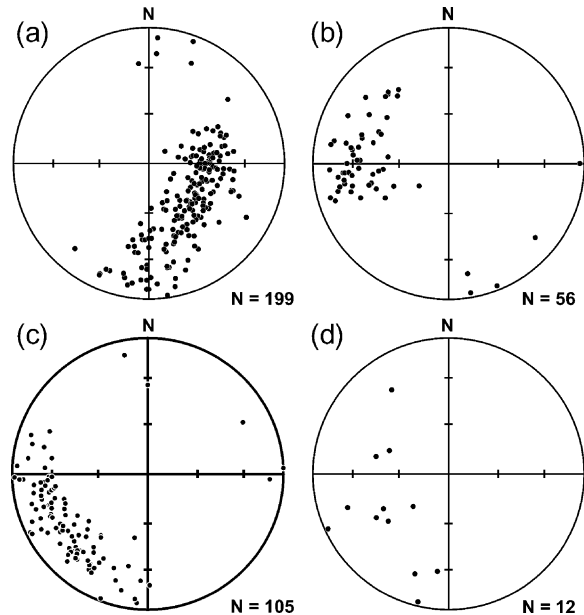 (a) N
N = 199
(b) N
N = 56
(c) N
N = 105
(d) N
N = 12